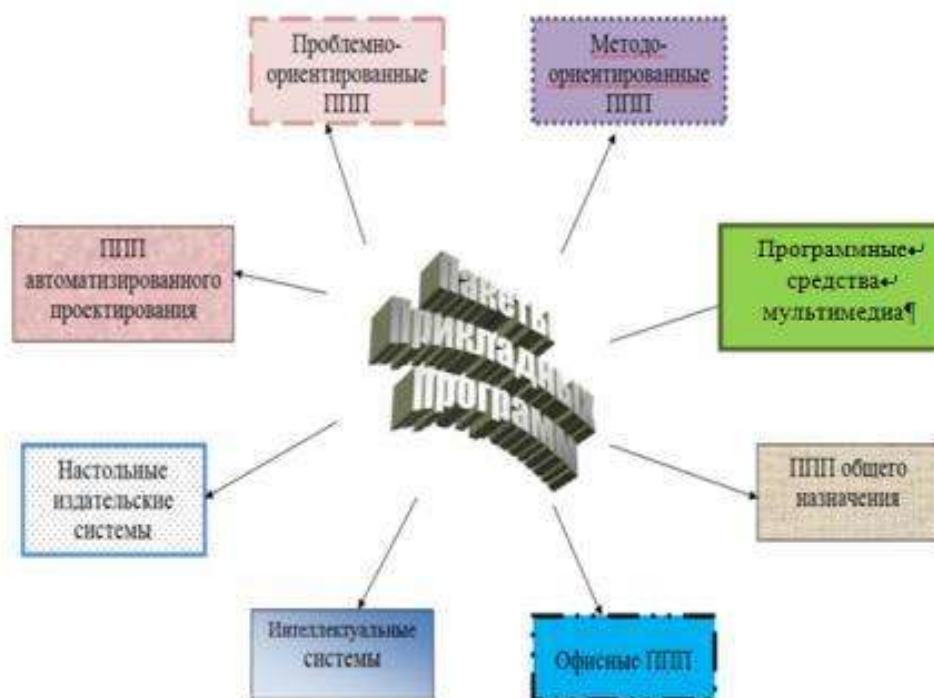 Проблемно-
ориентированные
ППП
Методо-
ориентированные
ППП
ППП
автоматизированного
проектирования
Программные↵
средства↵
мультимедиа¶
Пакеты
Прикладных
Программ
Настольные
издательские
системы
ППП общего
назначения
Интеллектуальные
системы
Офисные ППП